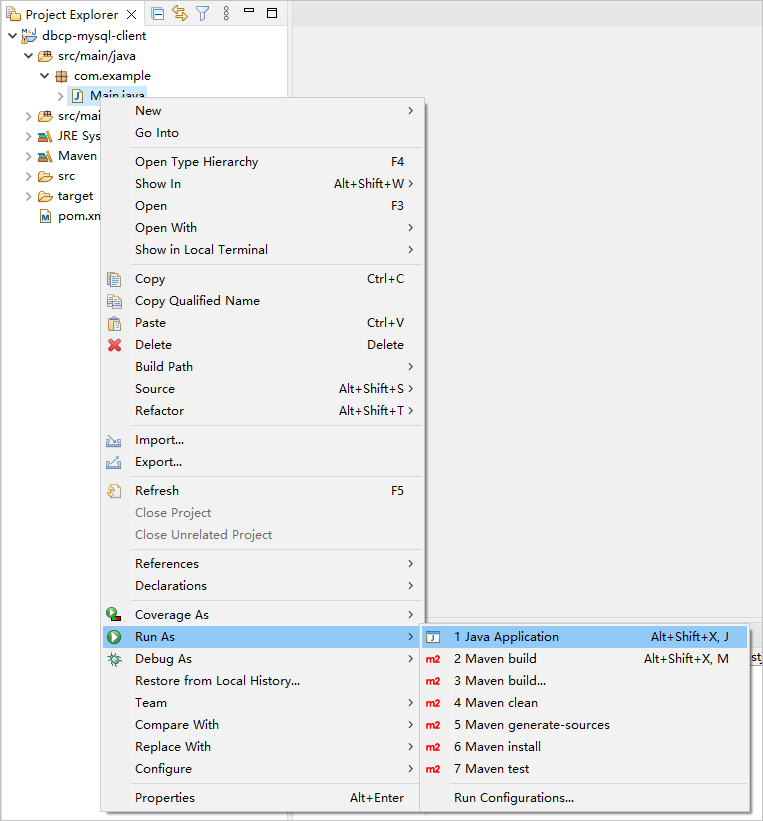 Project Explorer
dbcp-mysql-client
src/main/java
com.example
Main.java
src/mai
JRE Sys
Maven
src
target
pom.xm
New
Go Into
Open Type Hierarchy F4
Show In Alt+Shift+W
Open F3
Open With
Show in Local Terminal
Copy Ctrl+C
Copy Qualified Name
Paste Ctrl+V
Delete Delete
Build Path
Source Alt+Shift+S
Refactor Alt+Shift+T
Import...
Export...
Refresh F5
Close Project
Close Unrelated Project
References
Declarations
Coverage As
Run As
Debug As
Restore from Local History...
Team
Compare With
Replace With
Configure
Properties Alt+Enter
1 Java Application Alt+Shift+X, J
m2 2 Maven build Alt+Shift+X, M
m2 3 Maven build...
m2 4 Maven clean
m2 5 Maven generate-sources
m2 6 Maven install
m2 7 Maven test
Run Configurations...